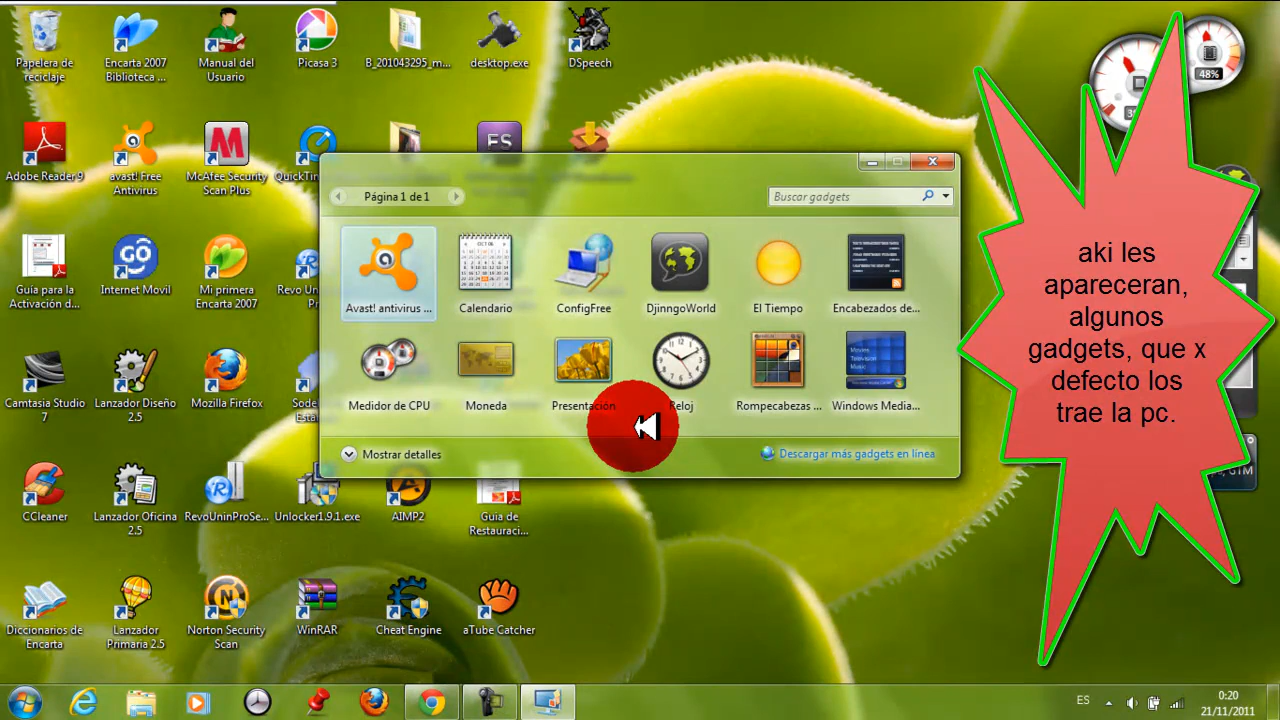 Papelera de
reciclaje
Encarta 2007
Biblioteca ...
Manual del
Usuario
Picasa 3
B_201043295_m...
desktop.exe
DSpeech
48%
Adobe Reader 9
avast! Free
Antivirus
McAfee Security
Scan Plus
ES
Página 1 de 1
Buscar gadgets
Guía para la
Activación d...
Internet Movil
Mi primera
Encarta 2007
Avast! antivirus ...
Calendario
ConfigFree
DjinngoWorld
El Tiempo
Encabezados de...
aki les
apareceran,
algunos
gadgets, que x
defecto los
trae la pc.
Camtasia Studio
7
Lanzador Diseño
2.5
Mozilla Firefox
Medidor de CPU
Moneda
Presentación
Reloj
Rompecabezas ...
Windows Media...
Mostrar detalles
Descargar más gadgets en línea
CCleaner
Lanzador Oficina
2.5
RevoUninProSe...
Unlocker1.9.1.exe
AIMP2
Guia de
Restauraci...
Diccionarios de
Encarta
Lanzador
Primaria 2.5
Norton Security
Scan
WinRAR
Cheat Engine
aTube Catcher
ES
0:20
21/11/2011